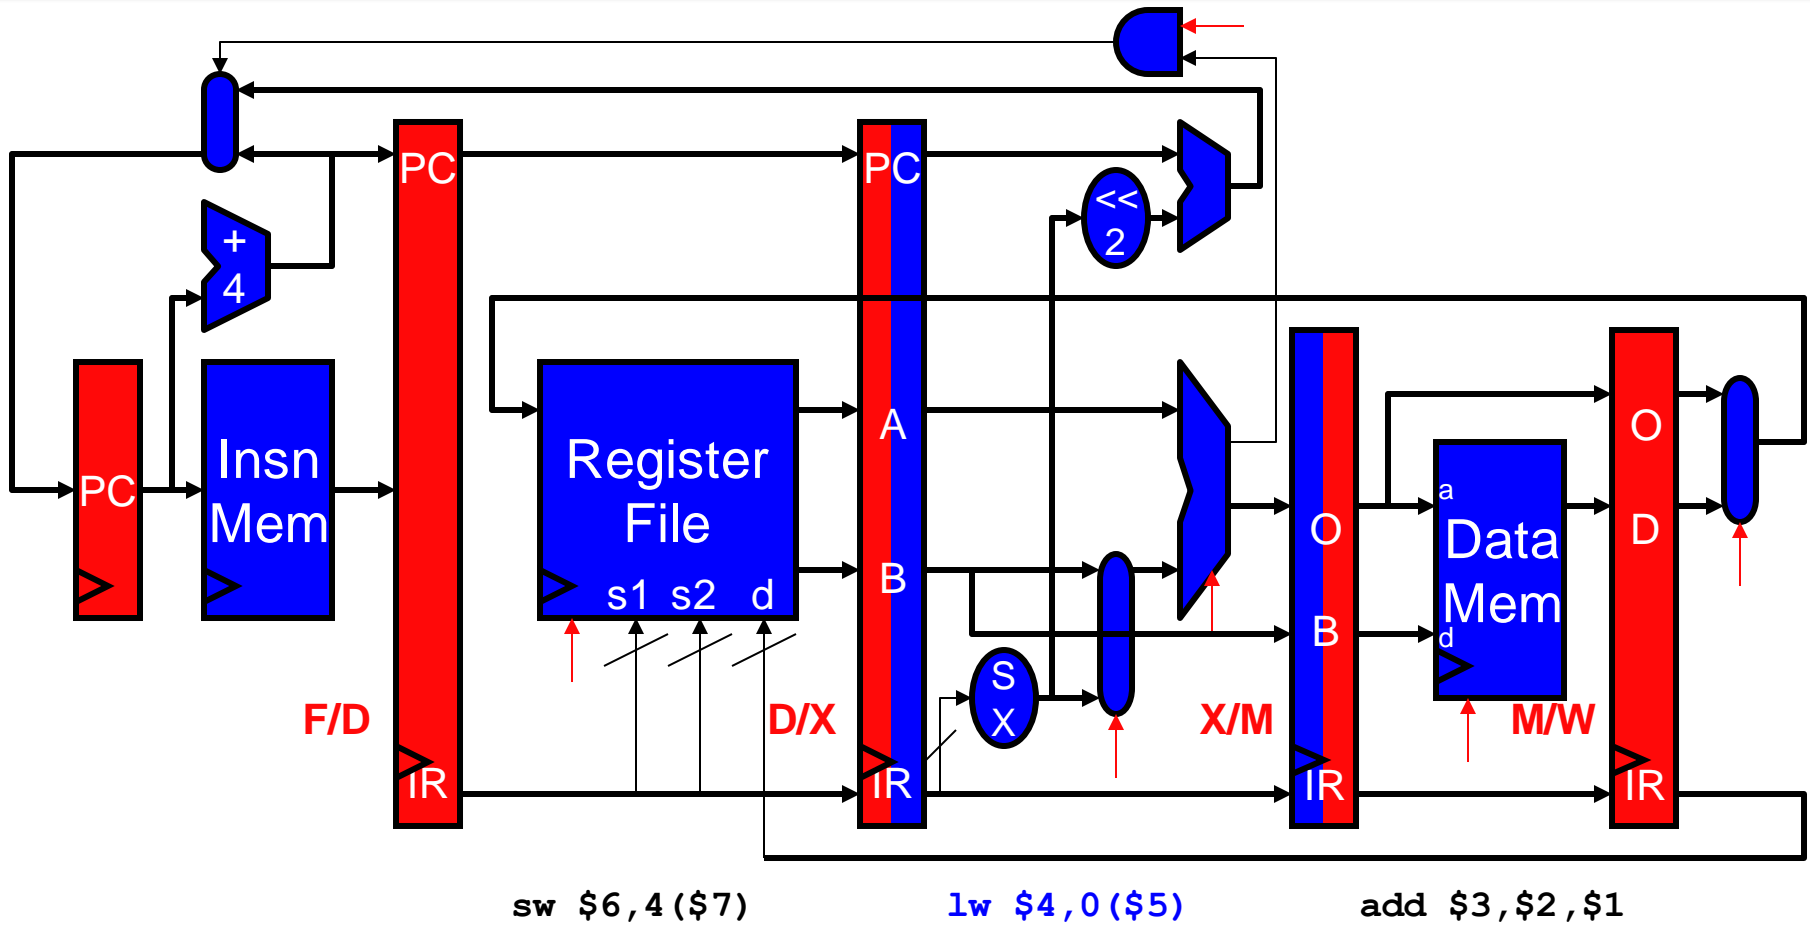 PC
PC
<<
2
+
4
Insn
Mem
PC
Register
File
s1 s2 d
A
B
S
X
O
B
a
Data
Mem
d
O
D
F/D
D/X
X/M
M/W
IR
IR
IR
IR
sw $6,4($7)
lw $4,0($5)
add $3,$2,$1